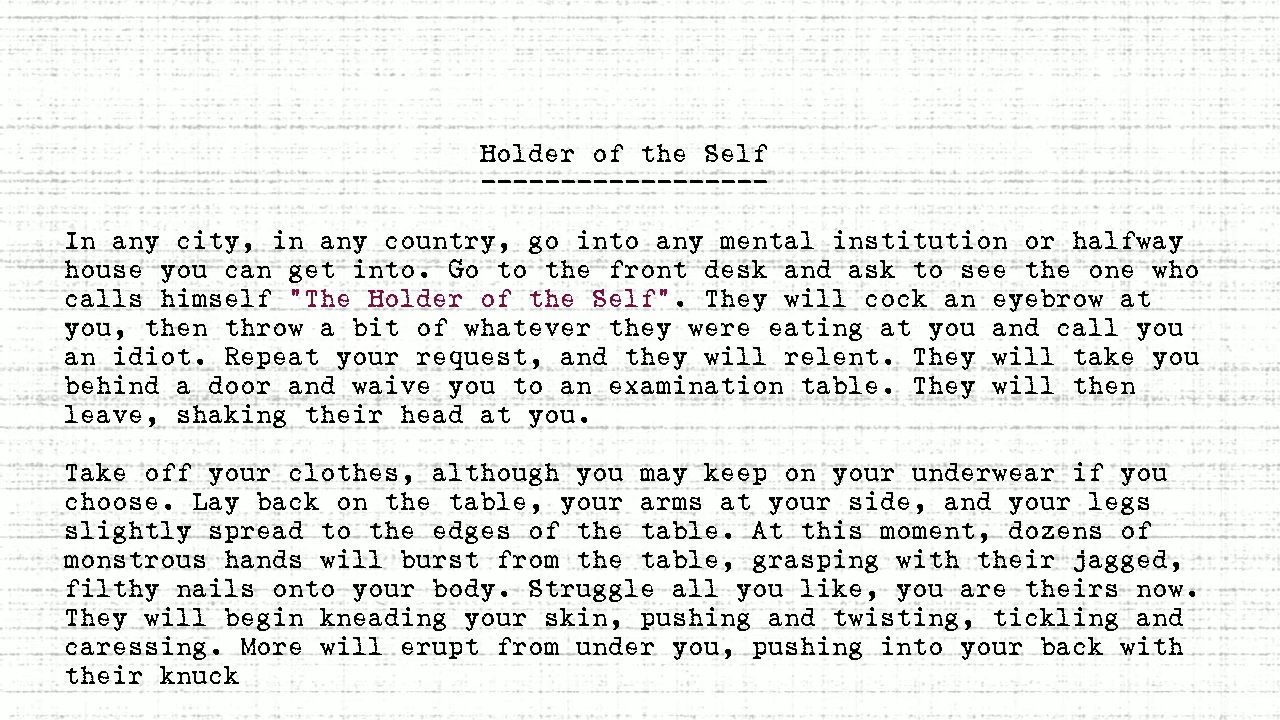 Holder of the Self
------------------
In any city, in any country, go into any mental institution or halfway
house you can get into. Go to the front desk and ask to see the one who
calls himself "The Holder of the Self". They will cock an eyebrow at
you, then throw a bit of whatever they were eating at you and call you
an idiot. Repeat your request, and they will relent. They will take you
behind a door and waive you to an examination table. They will then
leave, shaking their head at you.
Take off your clothes, although you may keep on your underwear if you
choose. Lay back on the table, your arms at your side, and your legs
slightly spread to the edges of the table. At this moment, dozens of
monstrous hands will burst from the table, grasping with their jagged,
filthy nails onto your body. Struggle all you like, you are theirs now.
They will begin kneading your skin, pushing and twisting, tickling and
caressing. More will erupt from under you, pushing into your back with
their knuck